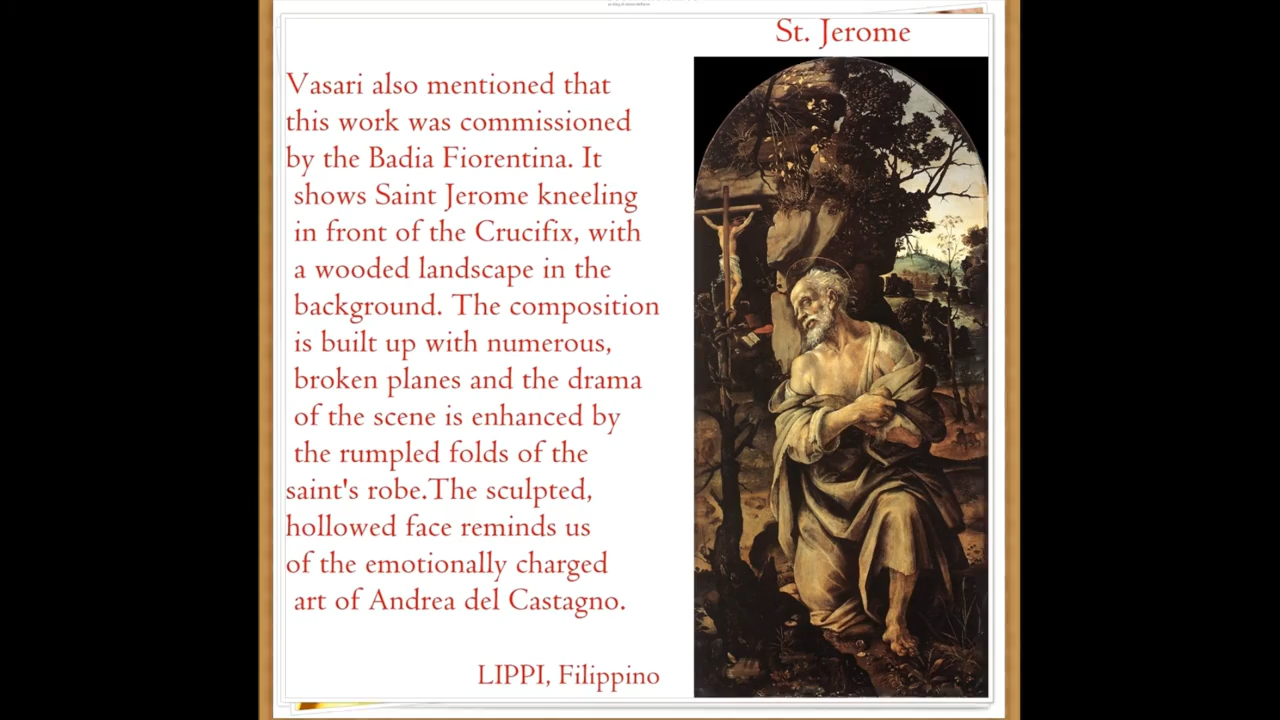 St. Jerome
Vasari also mentioned that
this work was commissioned
by the Badia Fiorentina. It
shows Saint Jerome kneeling
in front of the Crucifix, with
a wooded landscape in the
background. The composition
is built up with numerous,
broken planes and the drama
of the scene is enhanced by
the rumpled folds of the
saint's robe.The sculpted,
hollowed face reminds us
of the emotionally charged
art of Andrea del Castagno.
LIPPI, Filippino